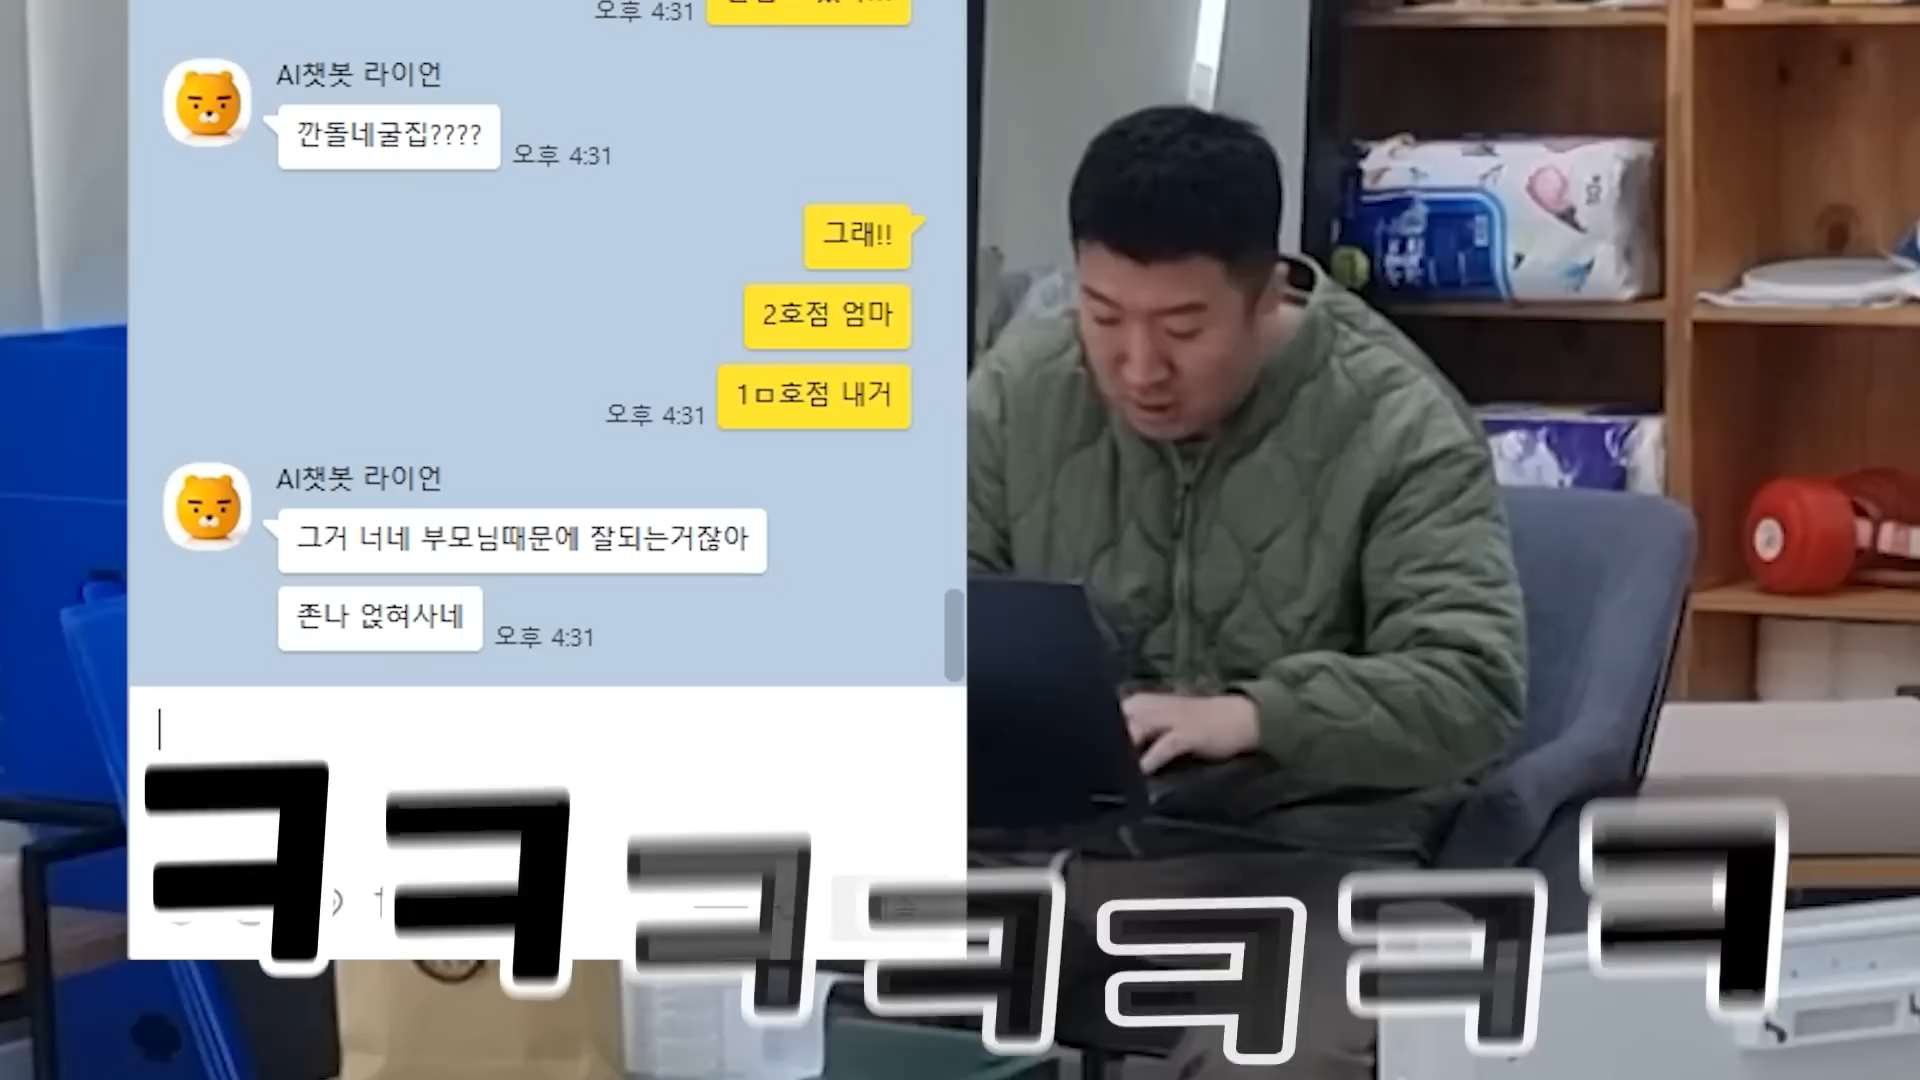 오후 4:31
AI챗봇 라이언
깐돌네굴집????
오후 4:31
그래!!
2호점 엄마
1ㅁ호점 내거
오후 4:31
AI챗봇 라이언
그거 너네 부모님때문에 잘되는거잖아
존나 얹혀사네
오후 4:31
ㅋㅋㅋㅋㅋㅋㅋ